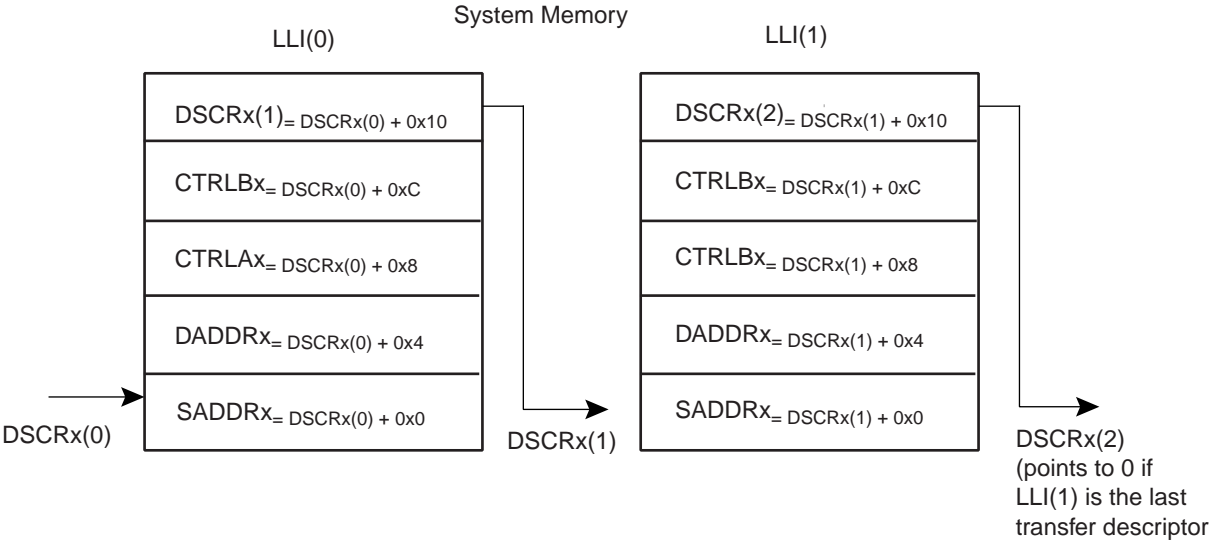 System Memory
LLI(0)
LLI(1)
DSCRx(1)= DSCRx(0) + 0x10
CTRLBx= DSCRx(0) + 0xC
CTRLAx= DSCRx(0) + 0x8
DADDRx= DSCRx(0) + 0x4
SADDRx= DSCRx(0) + 0x0
DSCRx(0)
DSCRx(1)
DSCRx(2)= DSCRx(1) + 0x10
CTRLBx= DSCRx(1) + 0xC
CTRLBx= DSCRx(1) + 0x8
DADDRx= DSCRx(1) + 0x4
SADDRx= DSCRx(1) + 0x0
DSCRx(2)
(points to 0 if
LLI(1) is the last
transfer descriptor